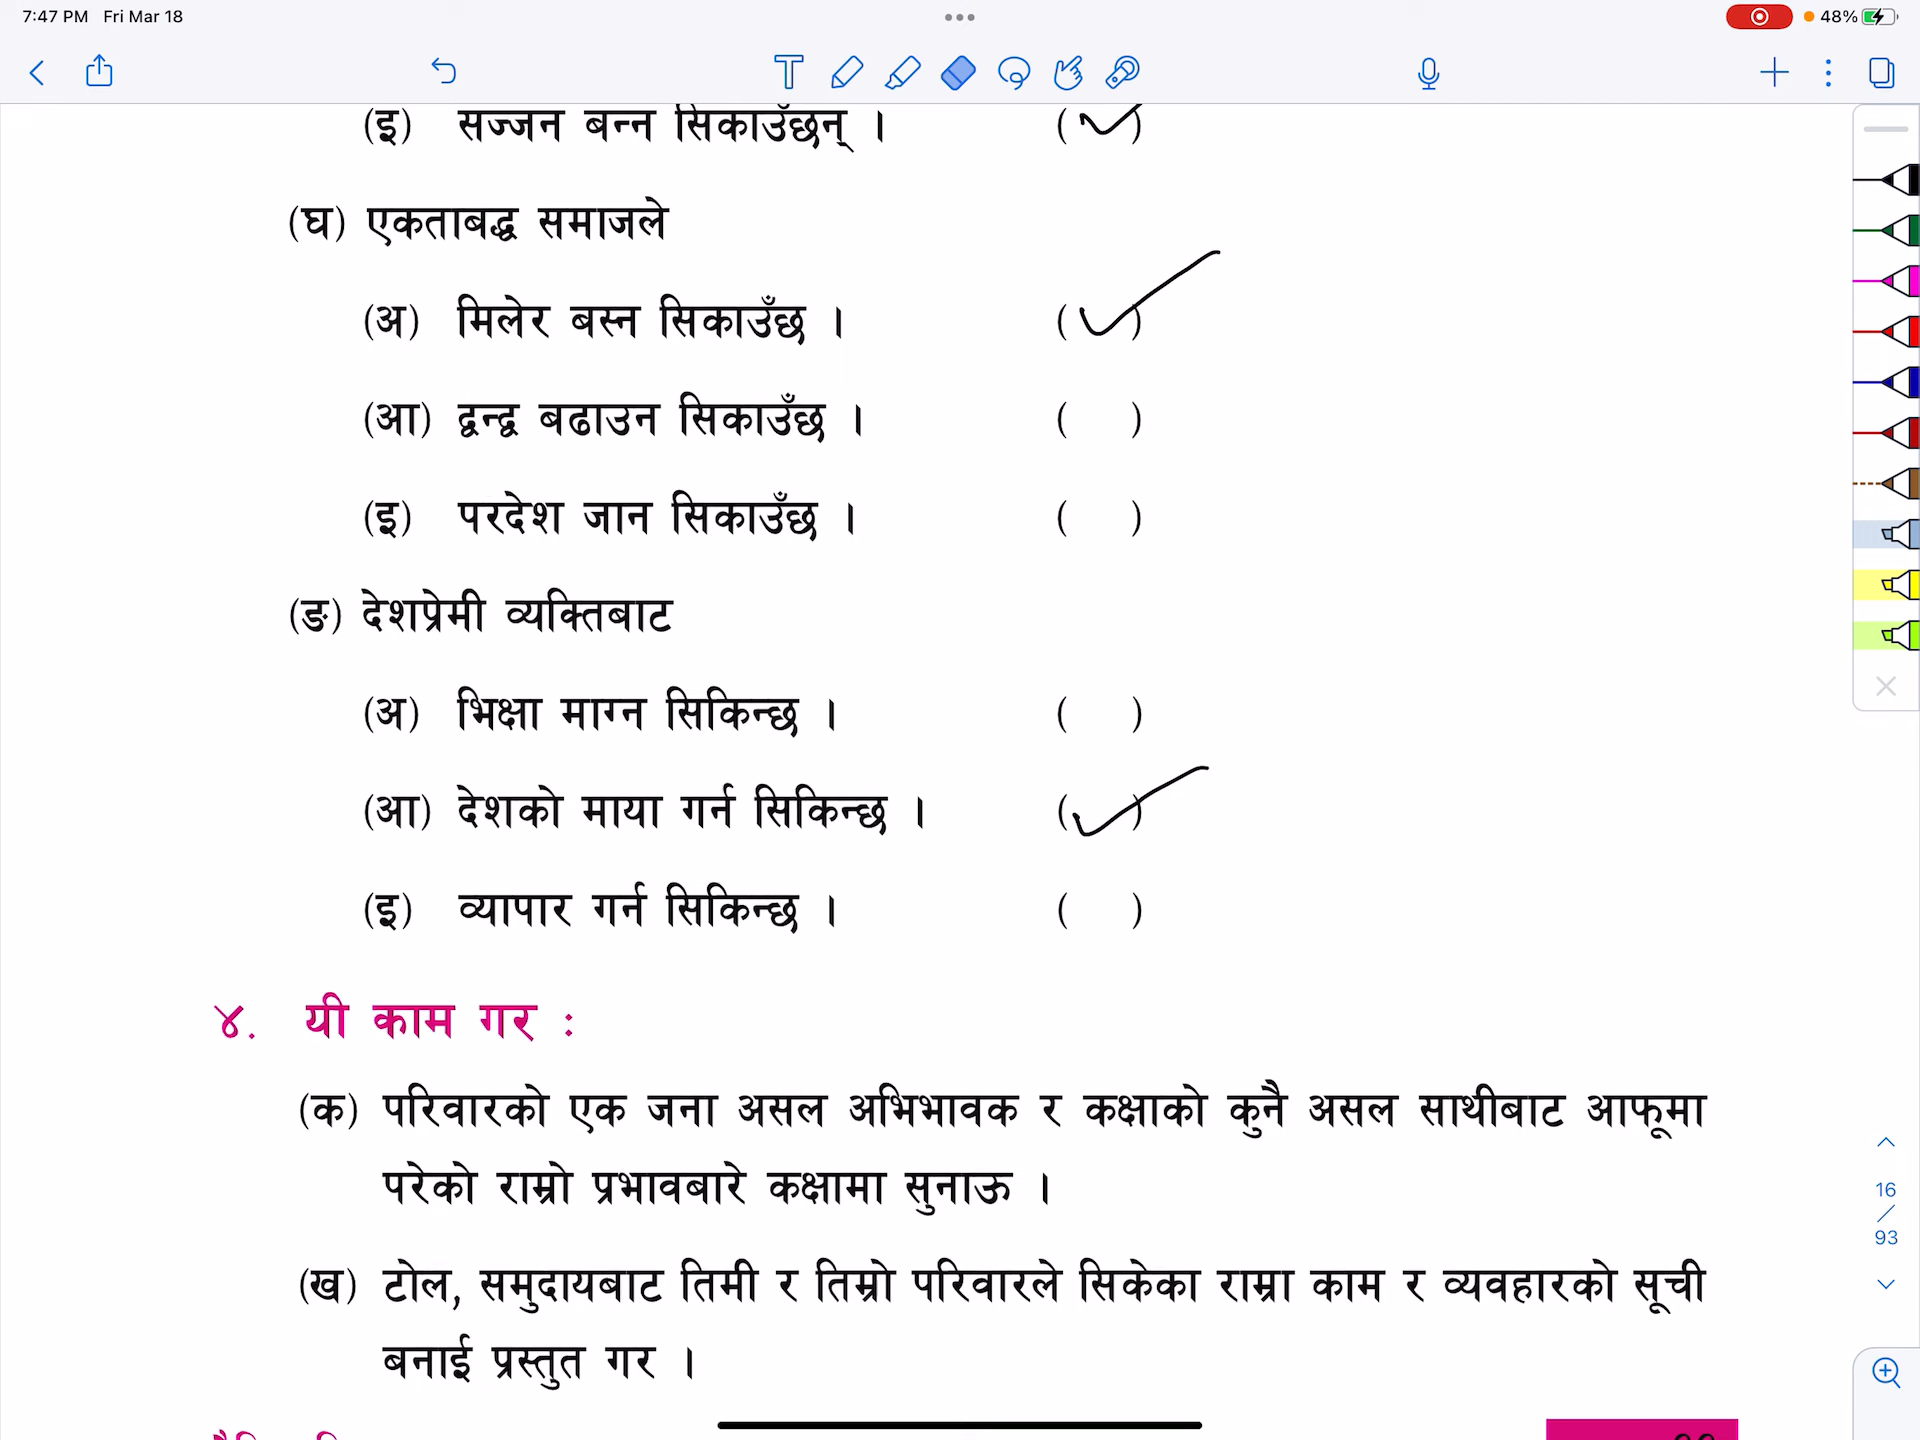 7:47 PM Fri Mar 18
48%
(इ) सज्जन बन्न सिकाउँछन् । ( )
(घ) एकताबद्ध समाजले
(अ) मिलेर बस्न सिकाउँछ । ( )
(आ) द्वन्द्व बढाउन सिकाउँछ । ( )
(इ) परदेश जान सिकाउँछ । ( )
(ङ) देशप्रेमी व्यक्तिबाट
(अ) भिक्षा माग्न सिकिन्छ । ( )
(आ) देशको माया गर्न सिकिन्छ । ( )
(इ) व्यापार गर्न सिकिन्छ । ( )
४. यी काम गर :
(क) परिवारको एक जना असल अभिभावक र कक्षाको कुनै असल साथीबाट आफूमा
परेको राम्रो प्रभावबारे कक्षामा सुनाऊ ।
(ख) टोल, समुदायबाट तिमी र तिम्रो परिवारले सिकेका राम्रा काम र व्यवहारको सूची
बनाई प्रस्तुत गर ।
16
/
93